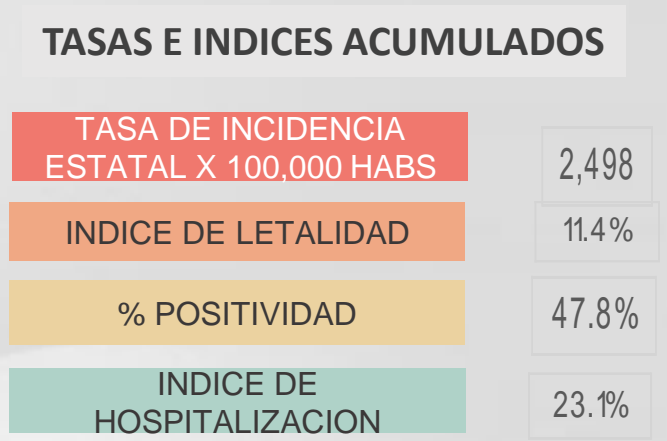 TASAS E INDICES ACUMULADOS
TASA DE INCIDENCIA
ESTATAL X 100,000 HABS
2,498
INDICE DE LETALIDAD
11.4%
% POSITIVIDAD
47.8%
INDICE DE
HOSPITALIZACION
23.1%